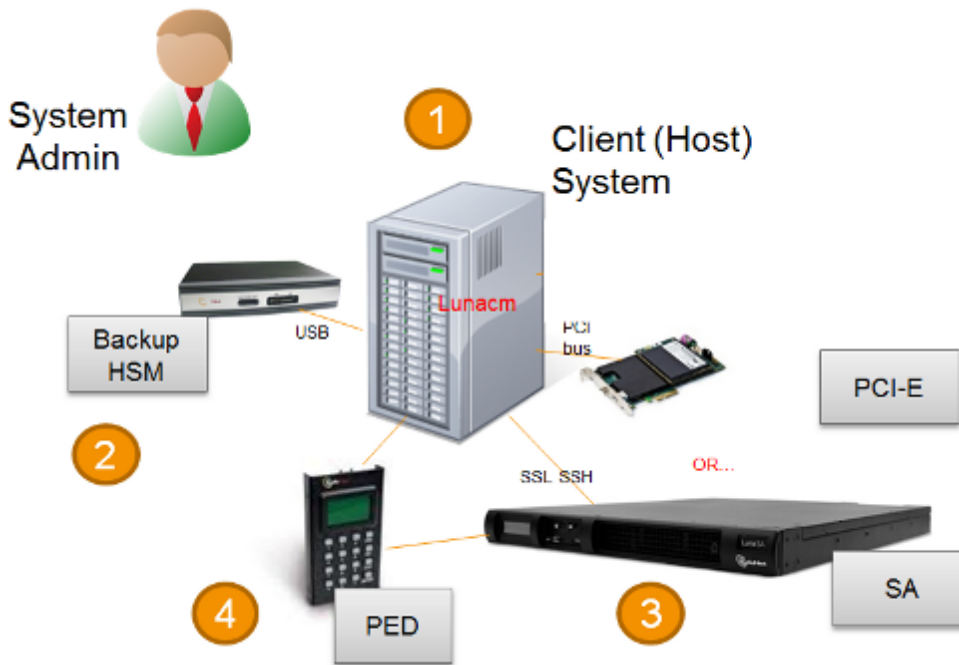 System
Admin
1
Client (Host)
System
Lunacm
USB
PCI
bus
Backup
HSM
PCI-E
2
OR...
SSL SSH
4
PED
3
SA